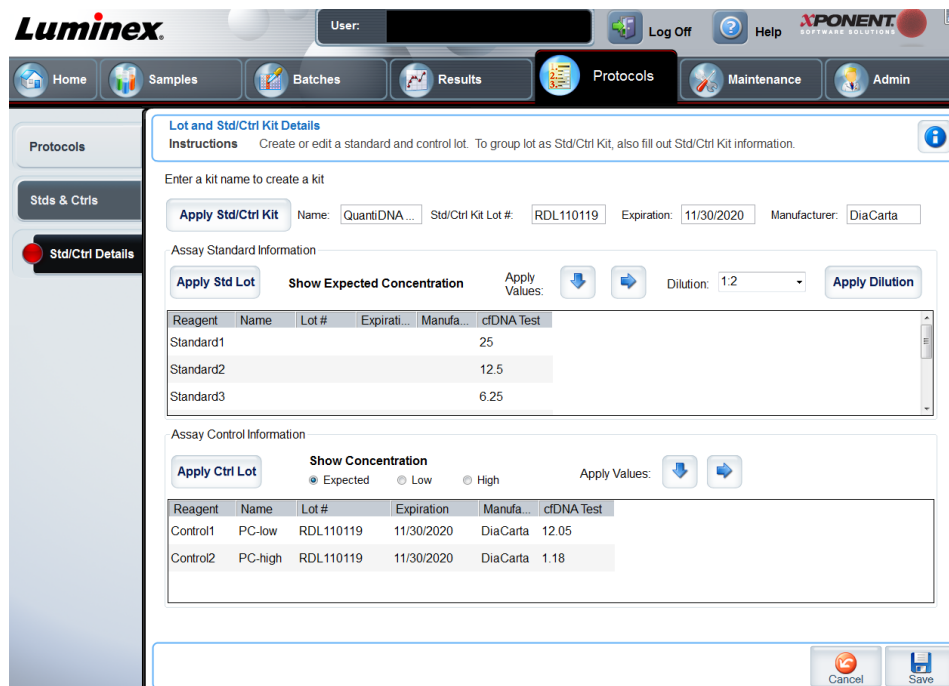 Luminex.
User:
Log Off
Help
XPONENT.
SOFTWARE SOLUTIONS
Home
Samples
Batches
Results
Protocols
Maintenance
Admin
Protocols
Stds & Ctrls
Std/Ctrl Details
Lot and Std/Ctrl Kit Details
Instructions Create or edit a standard and control lot. To group lot as Std/Ctrl Kit, also fill out Std/Ctrl Kit information.
Enter a kit name to create a kit
Apply Std/Ctrl Kit Name: QuantiDNA ... Std/Ctrl Kit Lot #: RDL110119 Expiration: 11/30/2020 Manufacturer: DiaCarta
Assay Standard Information
Apply Std Lot Show Expected Concentration Apply Values: Dilution: 1:2 Apply Dilution
Reagent Name Lot # Expirati... Manufa... cfDNA Test
Standard1 25
Standard2 12.5
Standard3 6.25
Assay Control Information
Apply Ctrl Lot Show Concentration
Expected Low High Apply Values:
Reagent Name Lot # Expiration Manufa... cfDNA Test
Control1 PC-low RDL110119 11/30/2020 DiaCarta 12.05
Control2 PC-high RDL110119 11/30/2020 DiaCarta 1.18
Cancel Save